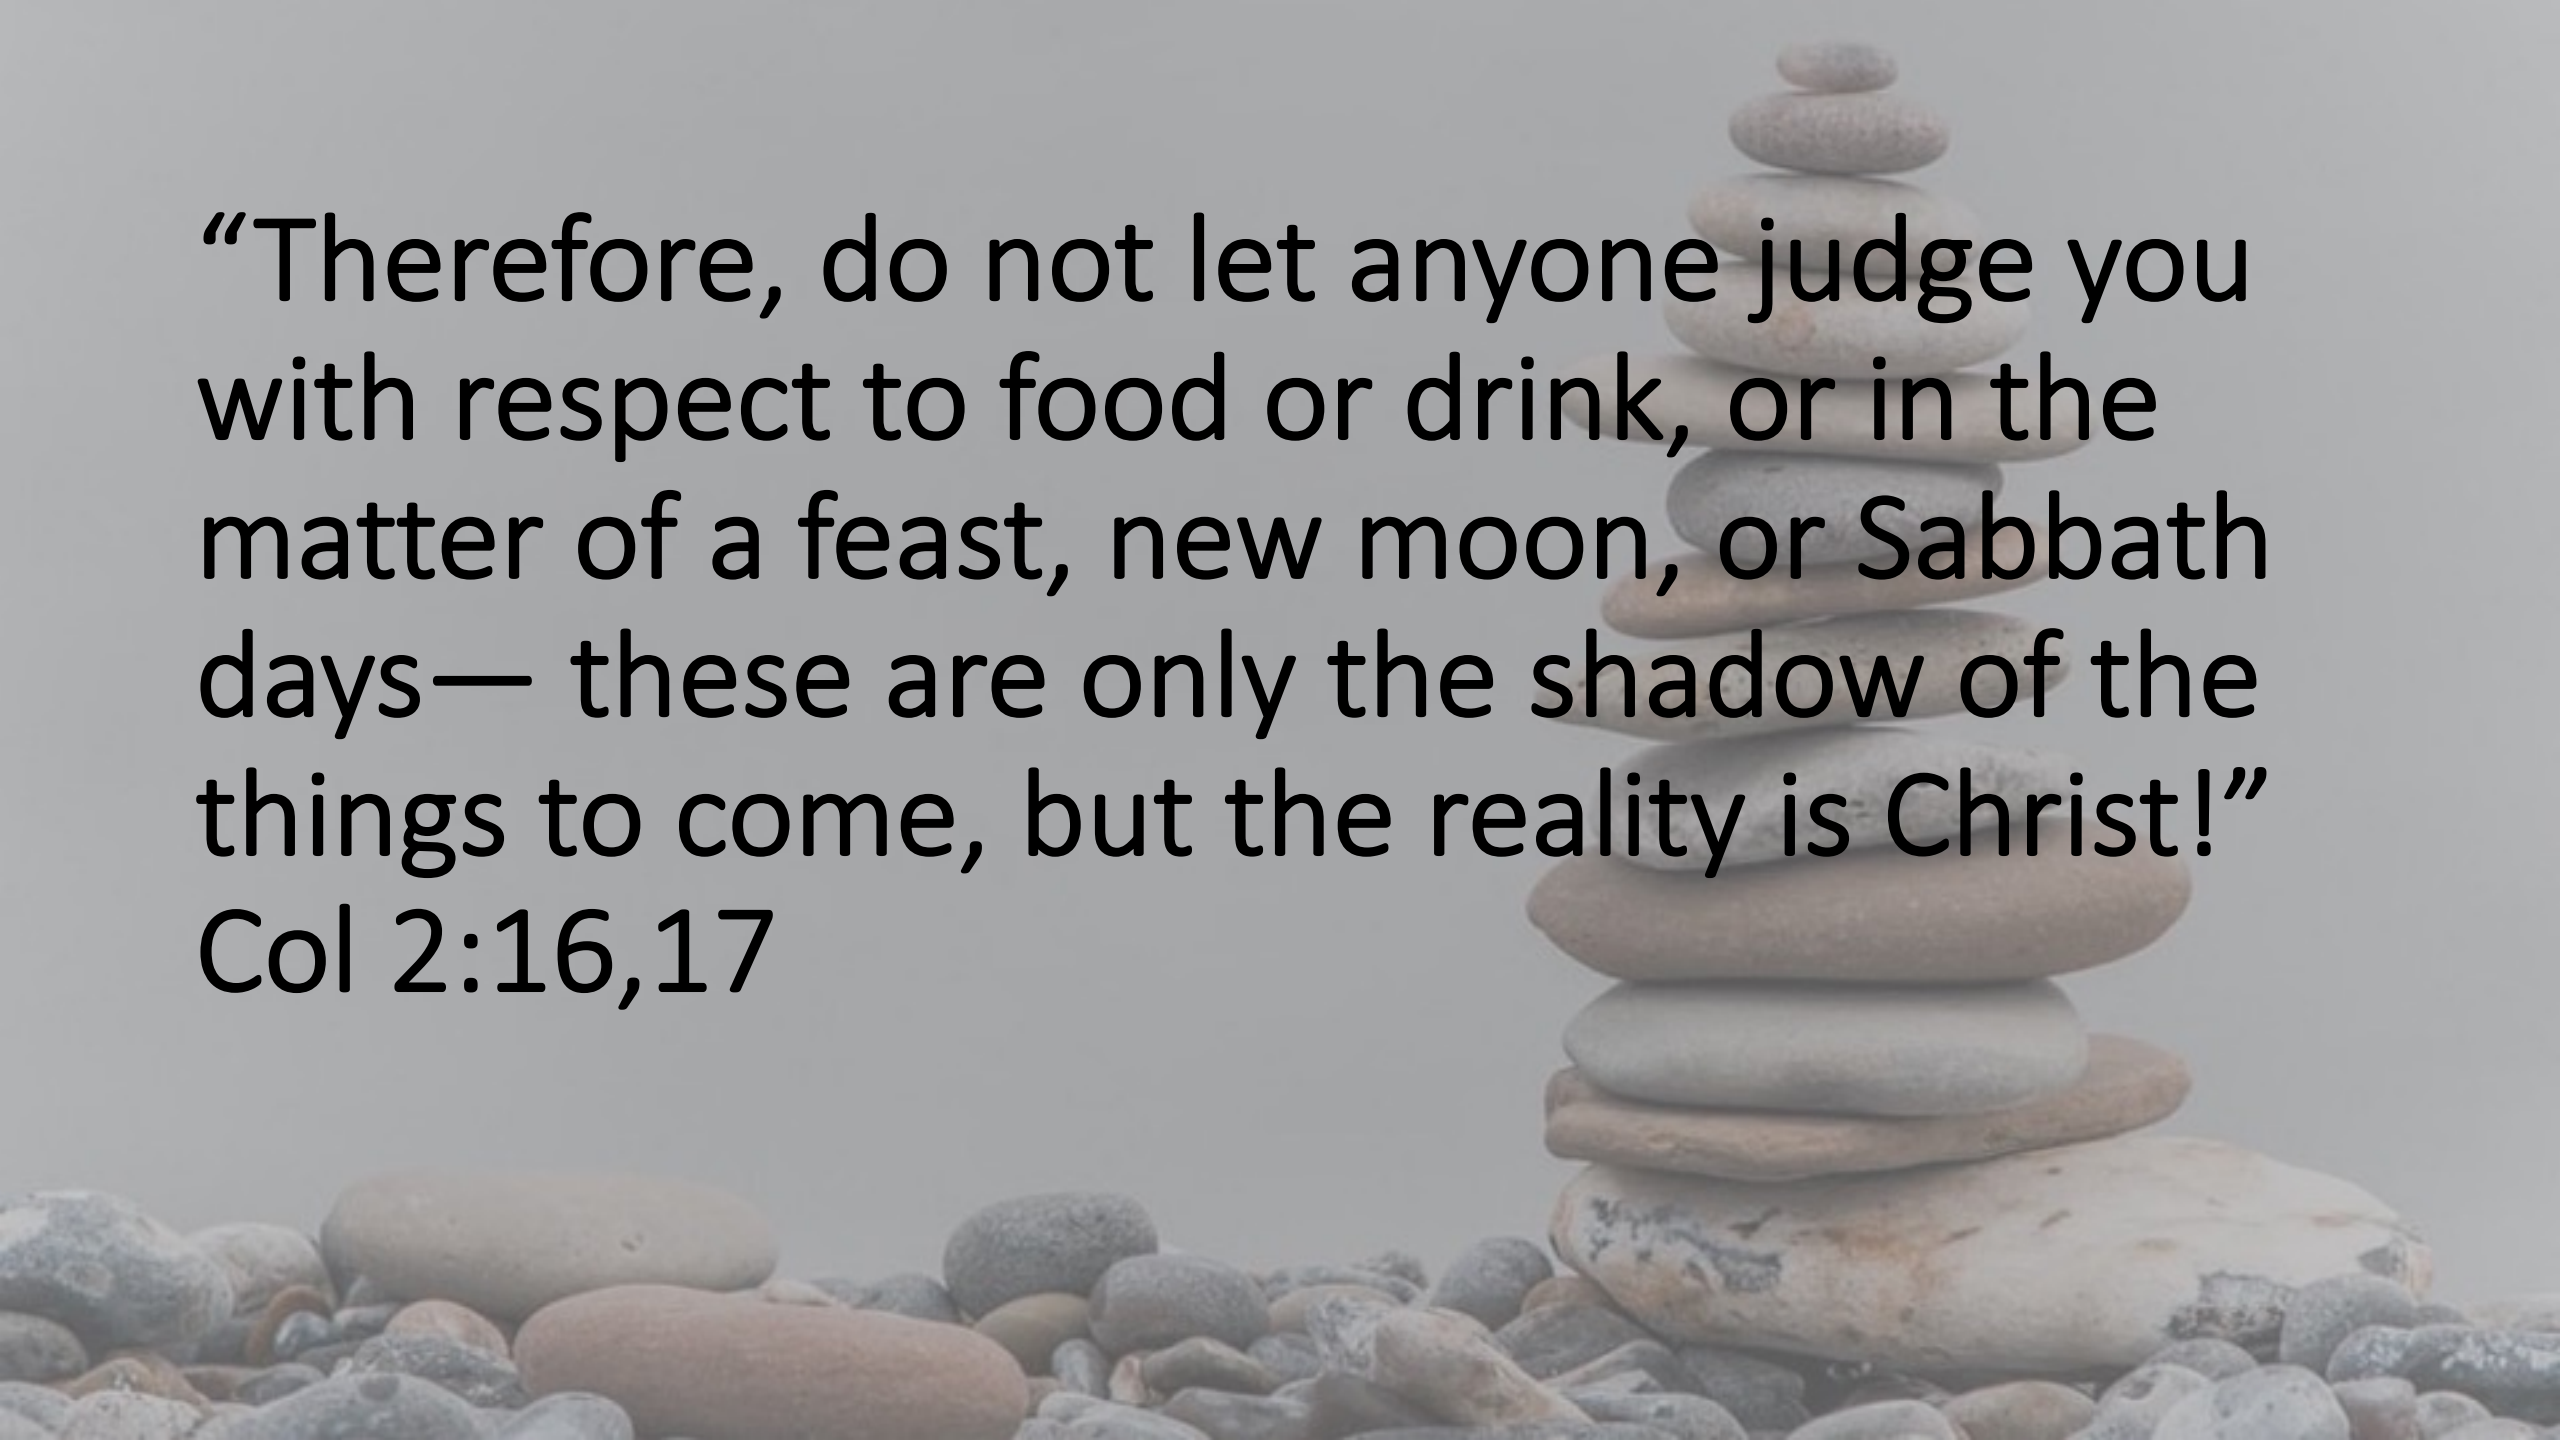 “Therefore, do not let anyone judge you
with respect to food or drink, or in the
matter of a feast, new moon, or Sabbath
days— these are only the shadow of the
things to come, but the reality is Christ!”
Col 2:16,17